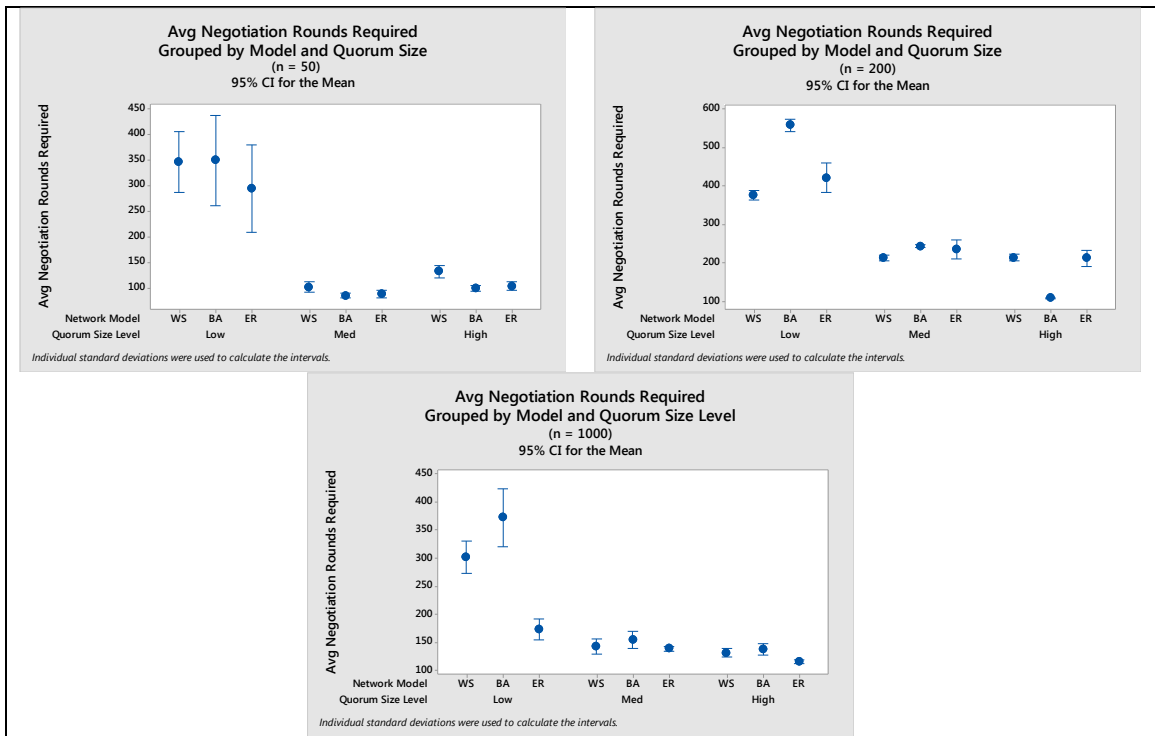 Avg Negotiation Rounds Required
Grouped by Model and Quorum Size
(n = 50)
95% CI for the Mean
Avg Negotiation Rounds Required
450
400
350
300
250
200
150
100
Network Model WS BA ER WS BA ER WS BA ER
Quorum Size Level Low Med High
Individual standard deviations were used to calculate the intervals.
Avg Negotiation Rounds Required
Grouped by Model and Quorum Size
(n = 200)
95% CI for the Mean
Avg Negotiation Rounds Required
600
500
400
300
200
100
Network Model WS BA ER WS BA ER WS BA ER
Quorum Size Level Low Med High
Individual standard deviations were used to calculate the intervals.
Avg Negotiation Rounds Required
Grouped by Model and Quorum Size Level
(n = 1000)
95% CI for the Mean
Avg Negotiation Rounds Required
450
400
350
300
250
200
150
100
Network Model WS BA ER WS BA ER WS BA ER
Quorum Size Level Low Med High
Individual standard deviations were used to calculate the intervals.